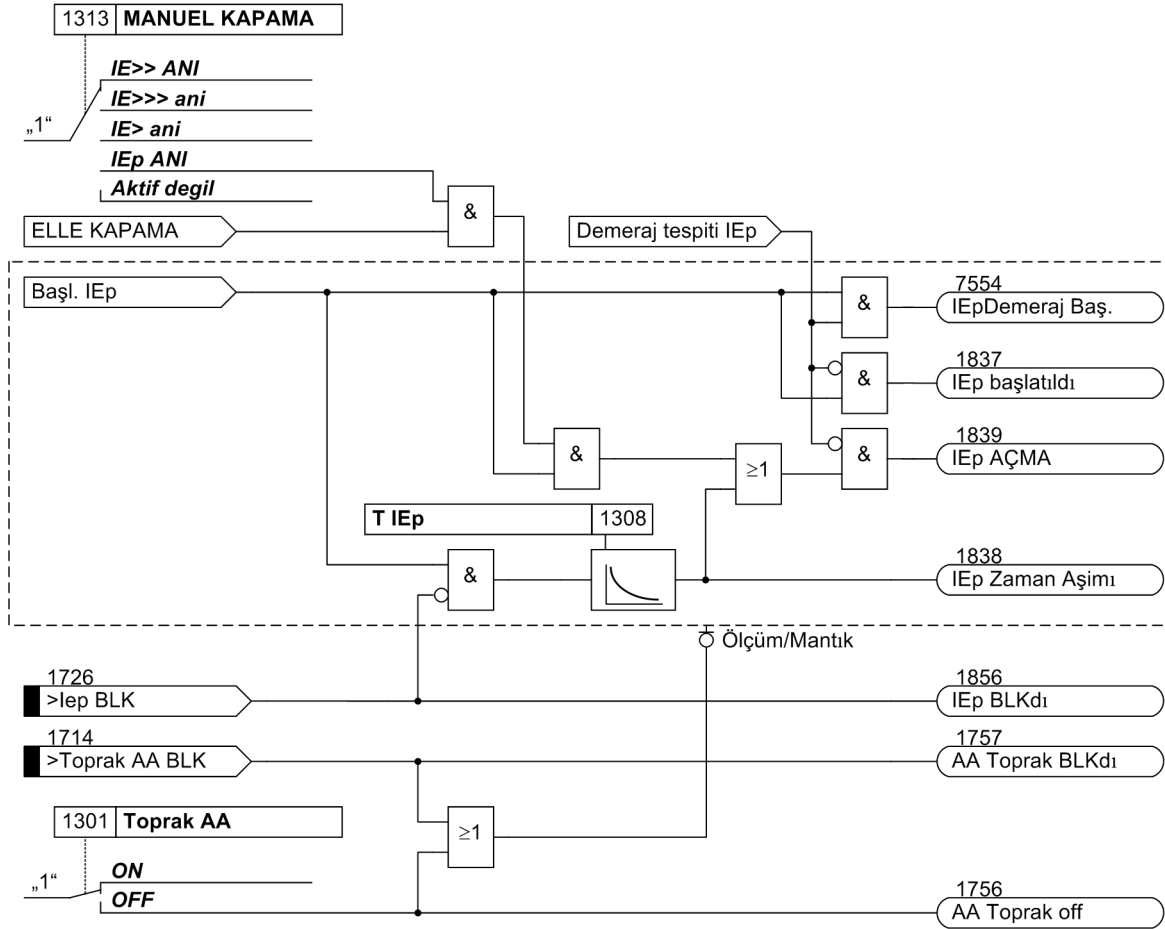 1313 MANUEL KAPAMA
IE>> ANI
IE>>> ani
„1“
IE> ani
IEp ANI
Aktif degil
&
ELLE KAPAMA
Demeraj tespiti IEp
Başl. IEp
&
7554
IEpDemeraj Baş.
&
1837
IEp başlatıldı
&
≥1
&
1839
IEp AÇMA
T IEp 1308
&
1838
IEp Zaman Aşimı
Ölçüm/Mantık
1726
>Iep BLK
1856
IEp BLKdı
1714
>Toprak AA BLK
1757
AA Toprak BLKdı
1301 Toprak AA
≥1
„1“
ON
OFF
1756
AA Toprak off